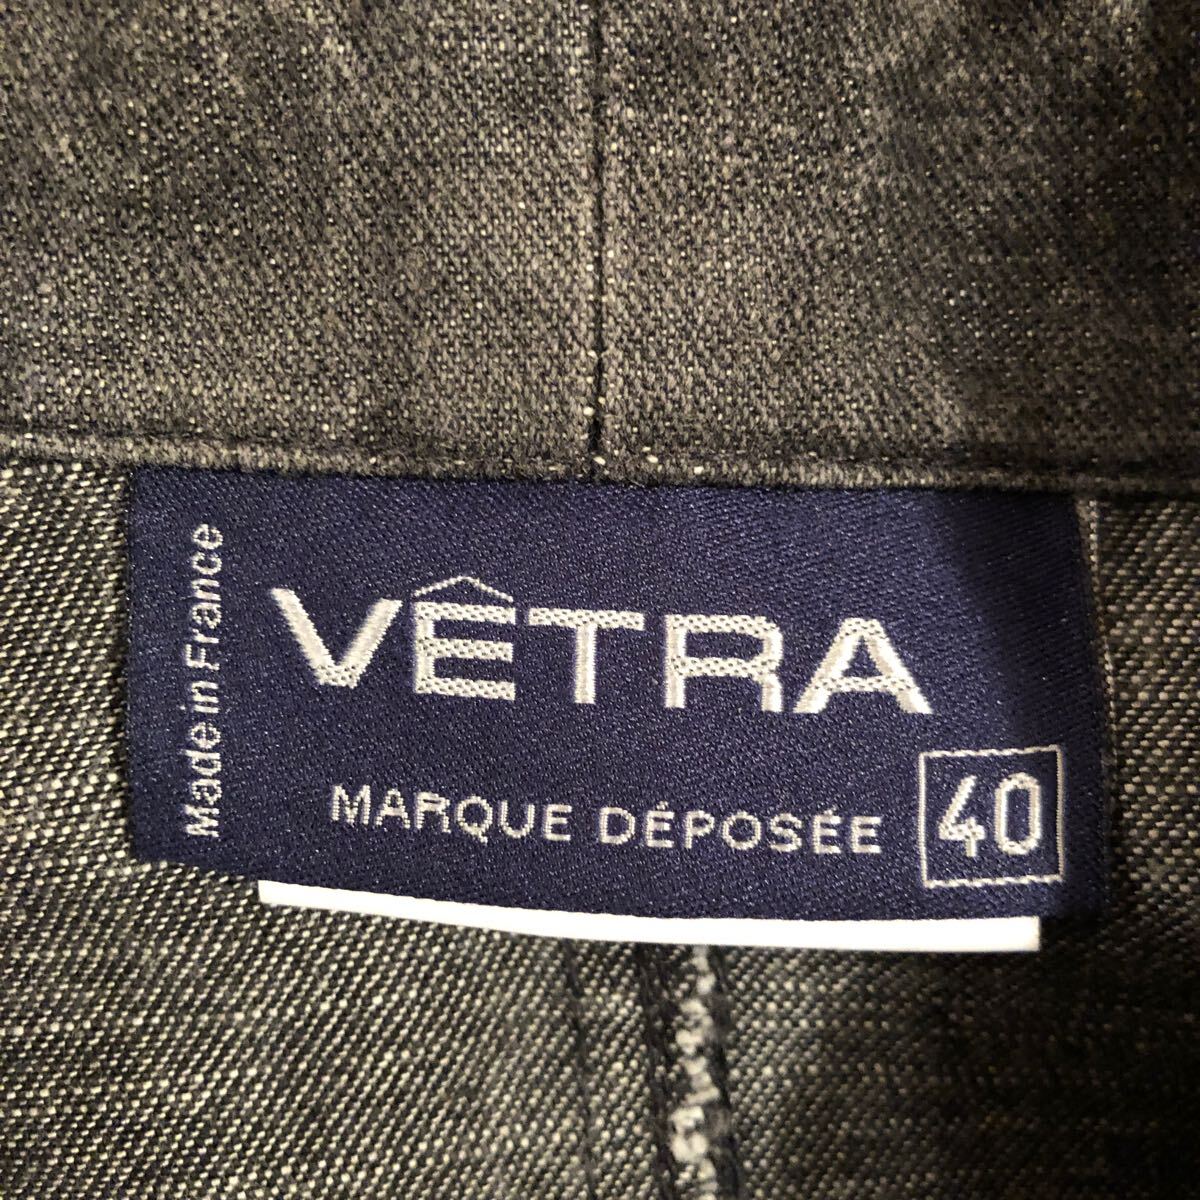 Made in France
VÊTRA
MARQUE DÉPOSÉE
40